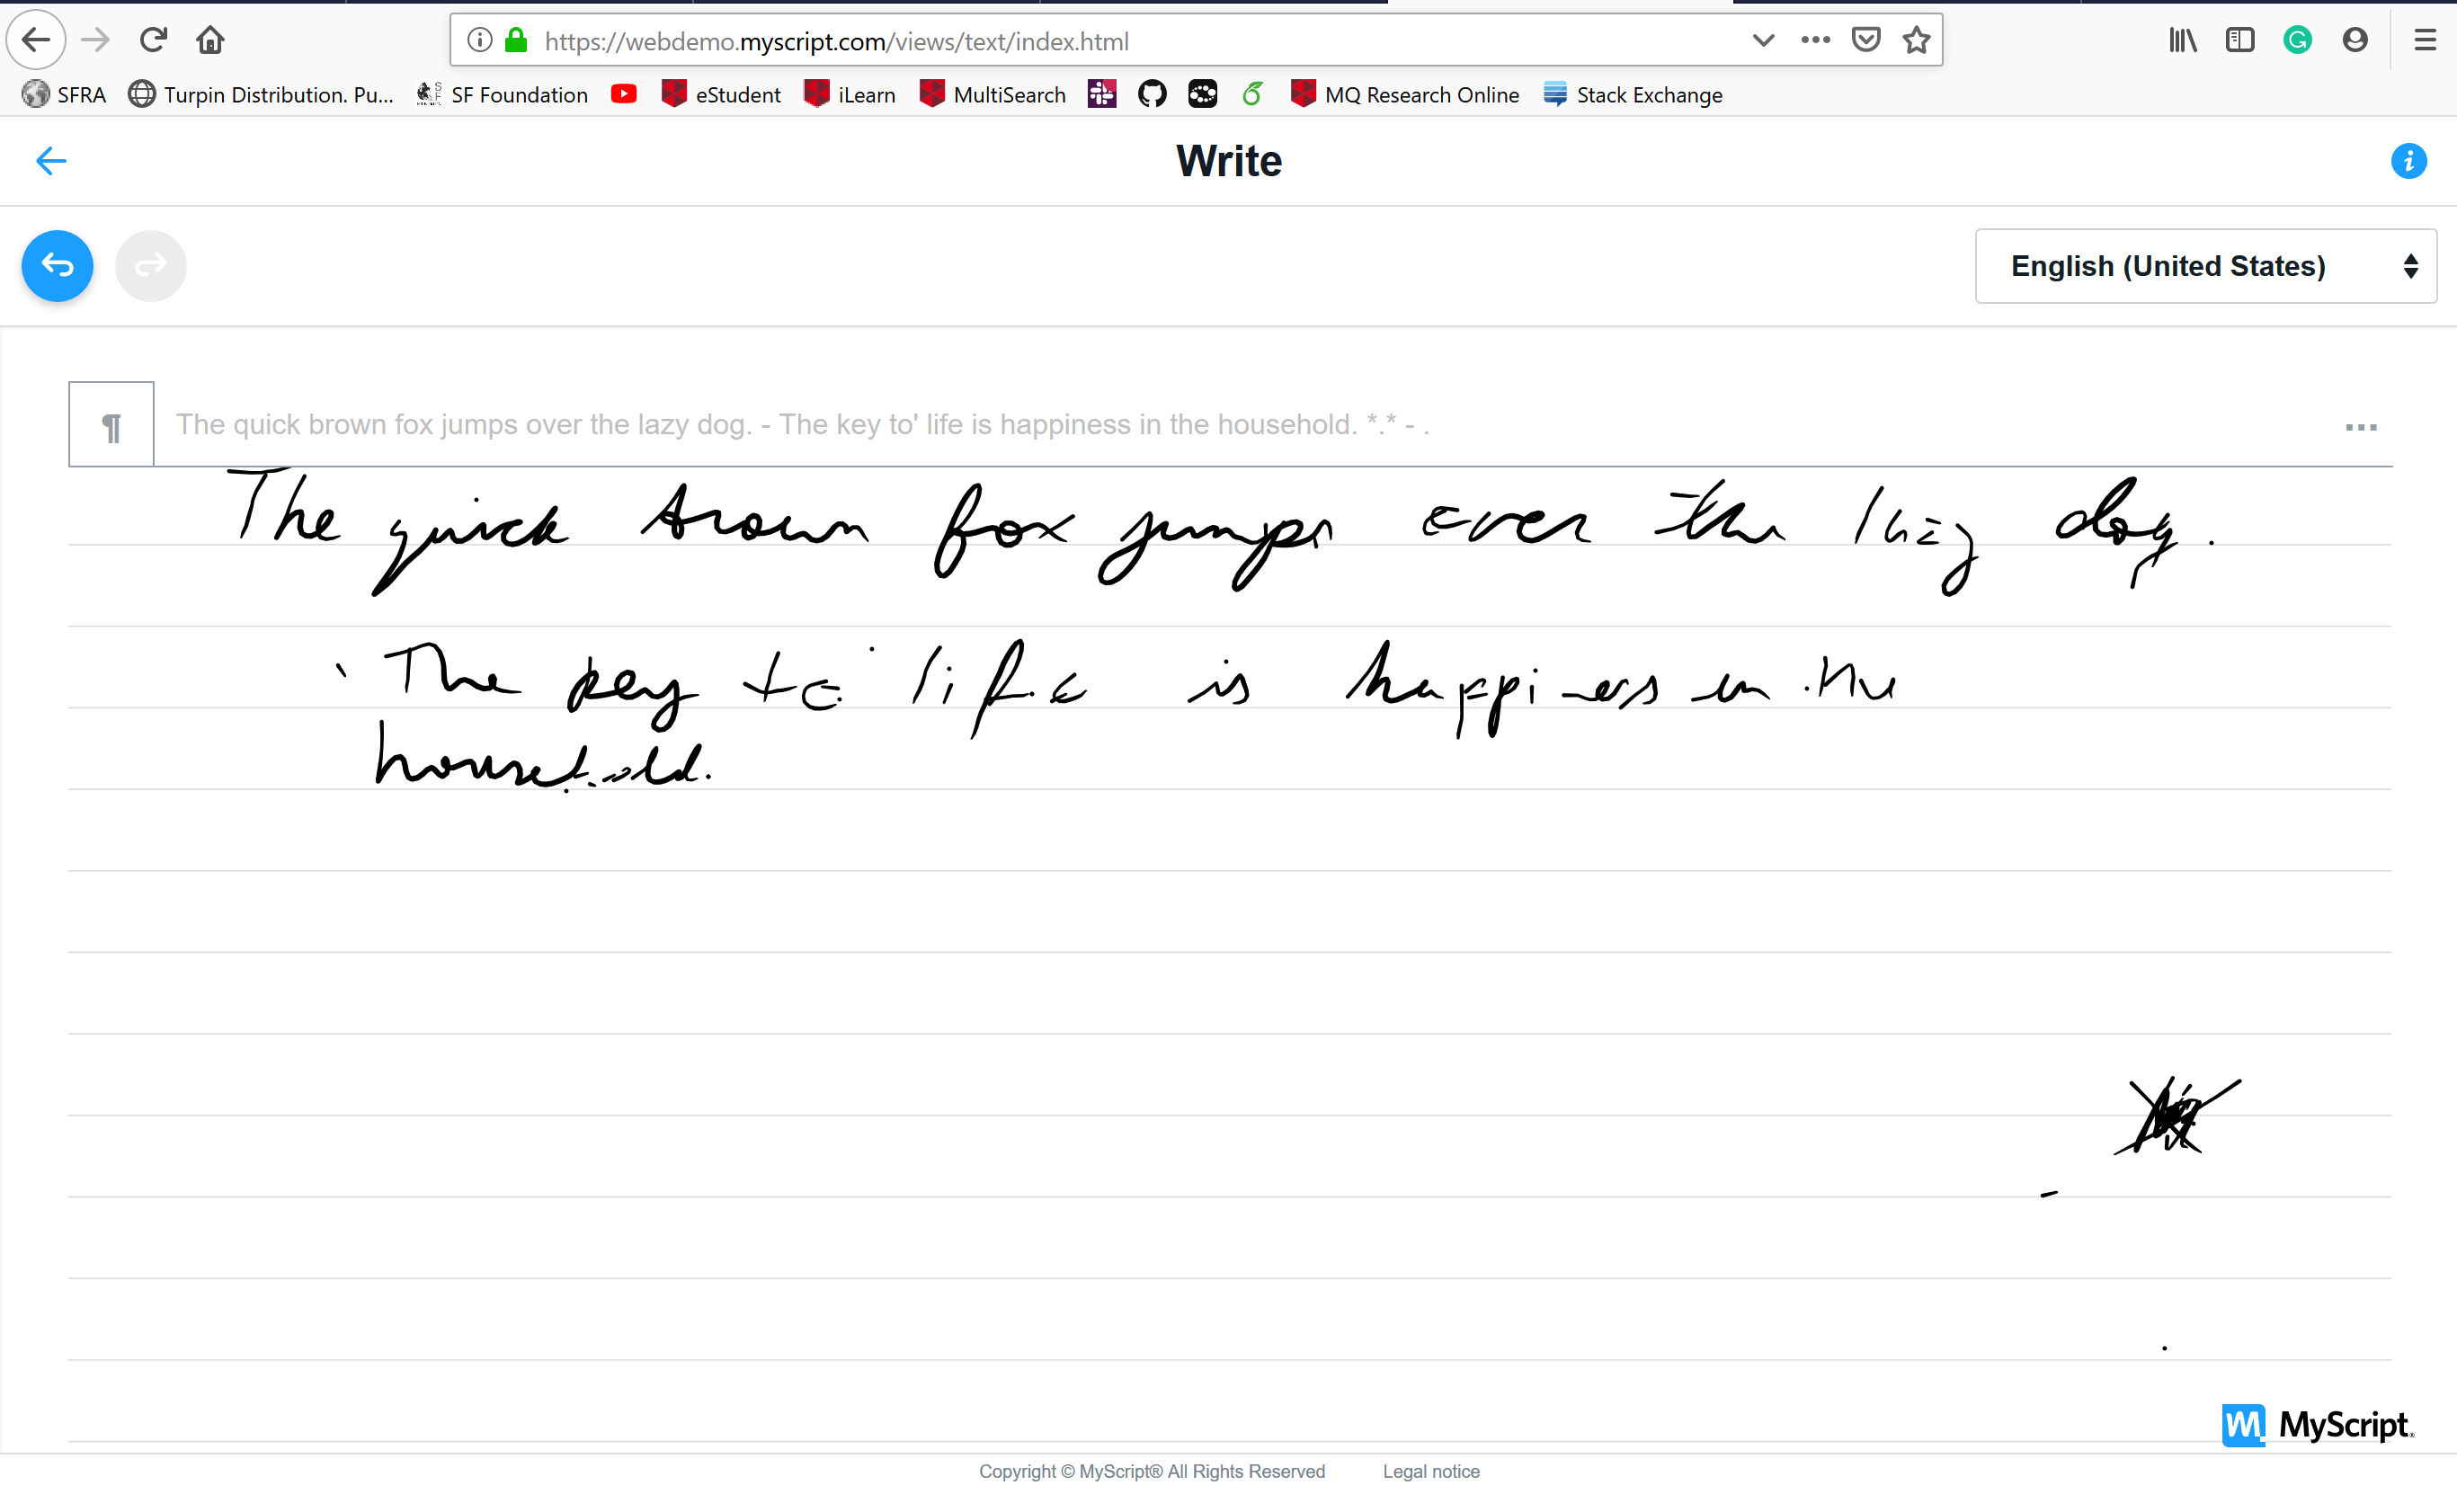 https://webdemo.myscript.com/views/text/index.html
SFRA Turpin Distribution. Pu... SF Foundation eStudent iLearn MultiSearch MQ Research Online Stack Exchange
Write
English (United States)
¶ The quick brown fox jumps over the lazy dog. - The key to' life is happiness in the household. *.* - . ...
The quick brown fox jumps over the lazy dog.
The key to life is happiness in the
household.
MyScript
Copyright © MyScript® All Rights Reserved Legal notice